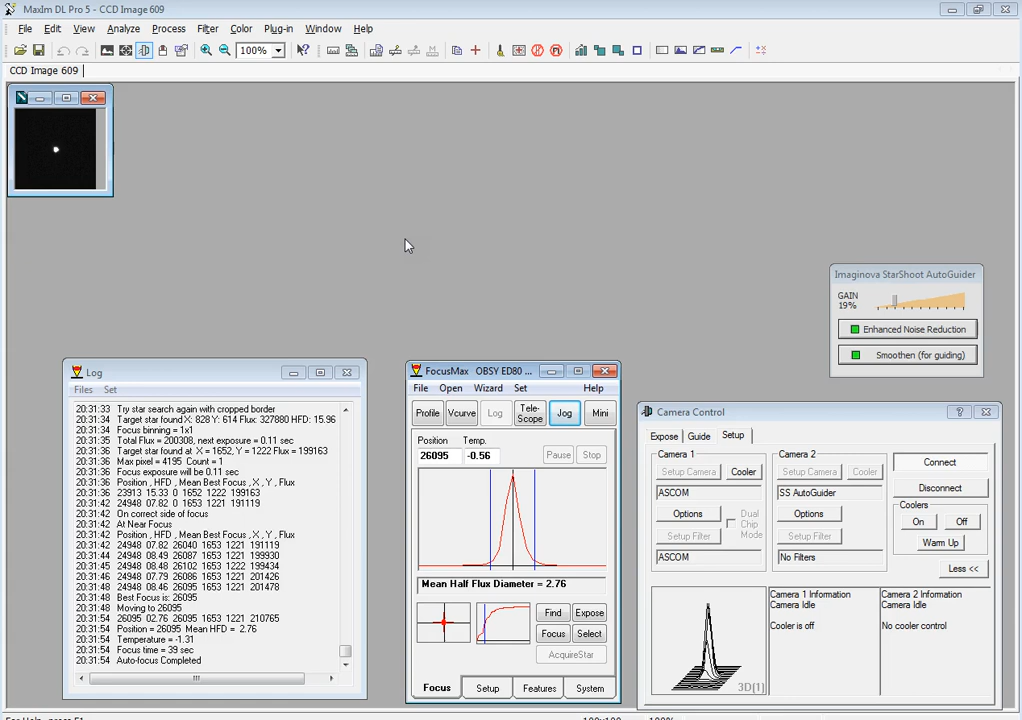 MaxIm DL Pro 5 - CCD Image 609
File Edit View Analyze Process Filter Color Plug-in Window Help
100%
CCD Image 609
Imaginova StarShoot AutoGuider
GAIN
19%
Enhanced Noise Reduction
Smoothen (for guiding)
Log
Files Set
20:31:33 Try star search again with cropped border
20:31:34 Target star found X: 828 Y: 614 Flux: 327880 HFD: 15.96
20:31:34 Focus binning = 1x1
20:31:35 Total Flux = 200308, next exposure = 0.11 sec
20:31:36 Target star found at X = 1652, Y = 1222 Flux = 199163
20:31:36 Max pixel = 4195 Count = 1
20:31:36 Focus exposure will be 0.11 sec
20:31:36 Position , HFD , Mean Best Focus , X , Y , Flux
20:31:36 23913 15.33 0 1652 1222 199163
20:31:42 24948 07.82 0 1653 1221 191119
20:31:42 On correct side of focus
20:31:42 At Near Focus
20:31:42 Position , HFD , Mean Best Focus , X , Y , Flux
20:31:42 24948 07.82 26040 1653 1221 191119
20:31:44 24948 08.49 26087 1653 1221 199930
20:31:45 24948 08.48 26102 1653 1222 199434
20:31:46 24948 06.79 26086 1653 1221 201426
20:31:48 24948 08.46 26095 1653 1221 201478
20:31:48 Best Focus is: 26095
20:31:48 Moving to 26095
20:31:54 26095 02.76 26095 1653 1221 210765
20:31:54 Position = 26095 Mean HFD = 2.76
20:31:54 Temperature = -1.31
20:31:54 Focus time = 39 sec
20:31:54 Auto-focus Completed
FocusMax OBSY ED80 ...
File Open Wizard Set Help
Profile Vcurve Log Tele-Scope Jog Mini
Position Temp.
26095 -0.56 Pause Stop
Mean Half Flux Diameter = 2.76
Find Expose
Focus Select
AcquireStar
Focus Setup Features System
Camera Control
Expose Guide Setup
Camera 1 Camera 2
Setup Camera Cooler Setup Camera Cooler
ASCOM SS AutoGuider
Options Dual Chip Mode Options
Setup Filter Setup Filter
ASCOM No Filters
Connect
Disconnect
Coolers
On Off
Warm Up
Less <<
Camera 1 Information Camera 2 Information
Camera Idle Camera Idle
Cooler is off No cooler control
3D[1]
For Help, press F1 100x100 100%